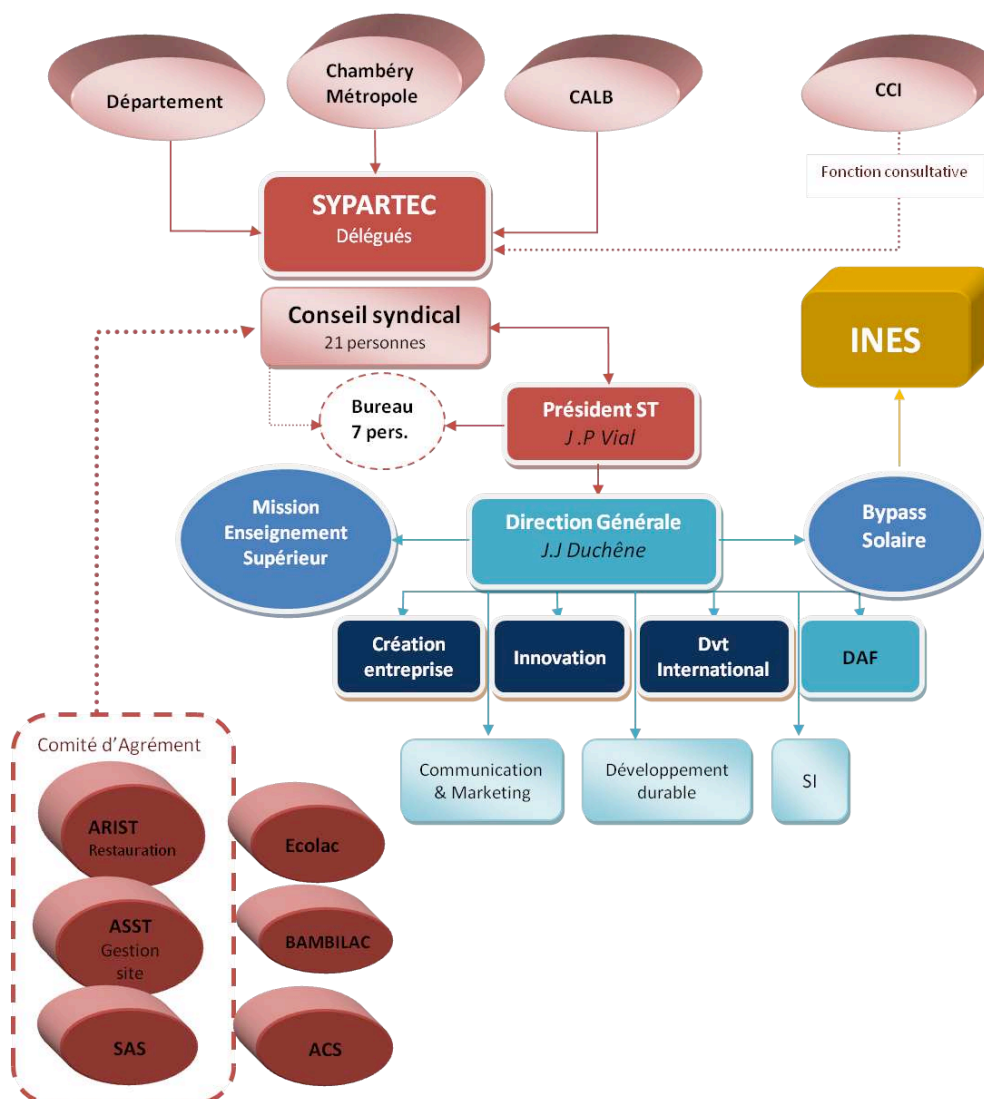 Département
Chambéry
Métropole
CALB
CCI
Fonction consultative
SYPARTEC
Délégués
Conseil syndical
21 personnes
INES
Bureau
7 pers.
Président ST
J .P Vial
Mission
Enseignement
Supérieur
Direction Générale
J.J Duchêne
Bypass
Solaire
Création
entreprise
Innovation
Dvt
International
DAF
Communication
& Marketing
Développement
durable
SI
Comité d'Agrément
ARIST
Restauration
Ecolac
ASST
Gestion
site
BAMBILAC
SAS
ACS